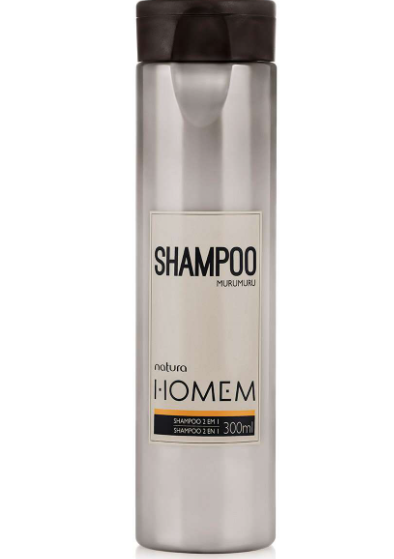 SHAMPOO
MURUMURU
natura
HOMEM
SHAMPOO 2 EM 1
SHAMPOO 2 EN 1
300ml